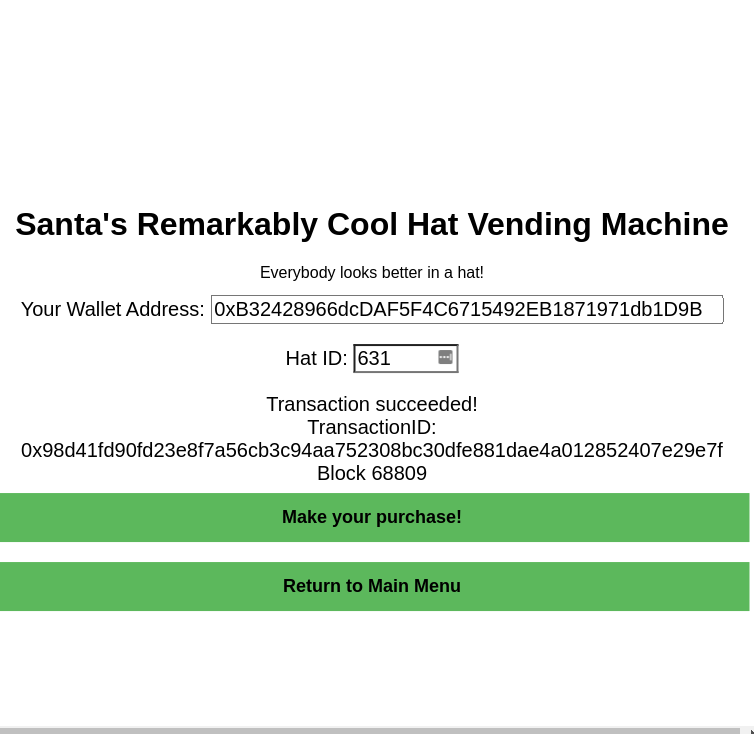 Santa's Remarkably Cool Hat Vending Machine
Everybody looks better in a hat!
Your Wallet Address: 0xB32428966dcDAF5F4C6715492EB1871971db1D9B
Hat ID: 631
Transaction succeeded!
TransactionID:
0x98d41fd90fd23e8f7a56cb3c94aa752308bc30dfe881dae4a012852407e29e7f
Block 68809
Make your purchase!
Return to Main Menu